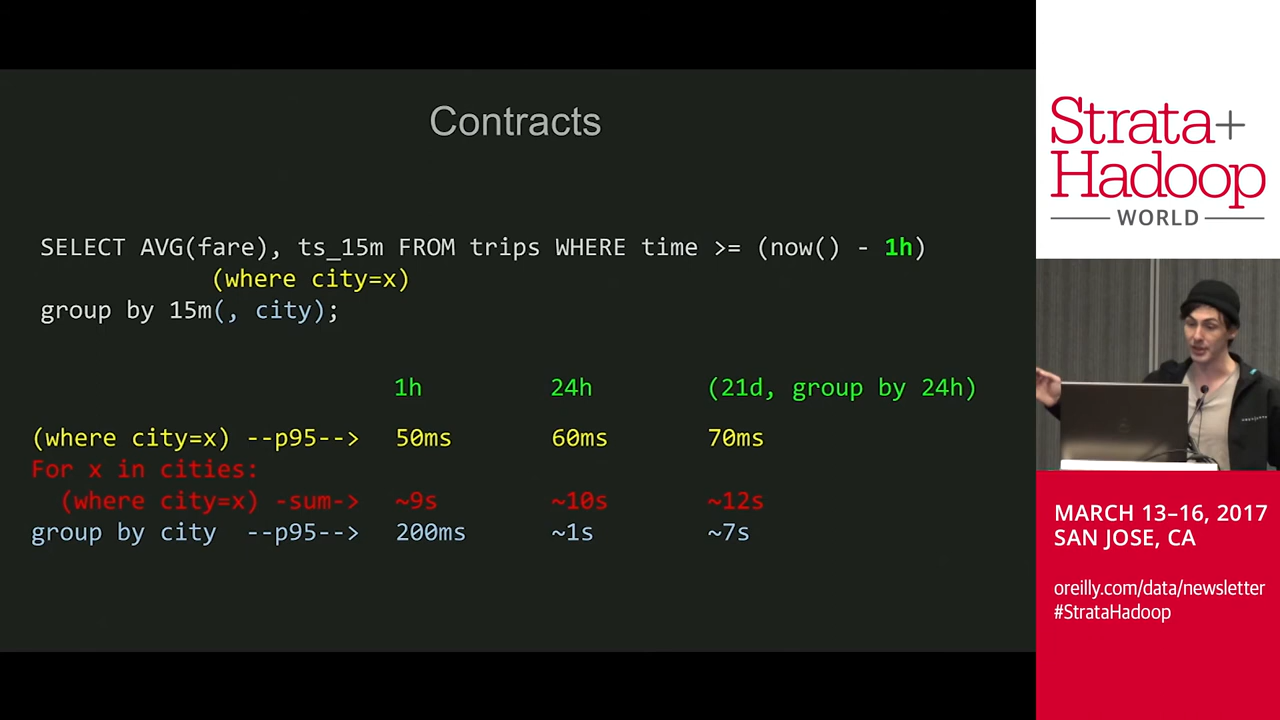 Contracts
SELECT AVG(fare), ts_15m FROM trips WHERE time >= (now() - 1h)
(where city=x)
group by 15m(, city);
1h 24h (21d, group by 24h)
(where city=x) --p95--> 50ms 60ms 70ms
For x in cities:
(where city=x) -sum-> ~9s ~10s ~12s
group by city --p95--> 200ms ~1s ~7s
Strata+
Hadoop
WORLD
MARCH 13–16, 2017
SAN JOSE, CA
oreilly.com/data/newsletter
#StrataHadoop